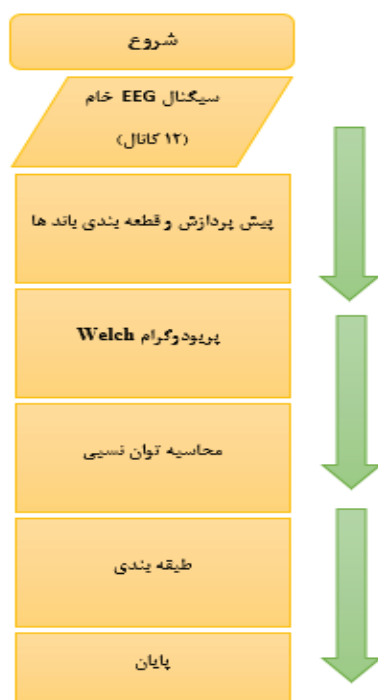 شروع
سیگنال EEG خام
(۱۲ کانال)
پیش پردازش و قطعه بندی باند ها
پریودوگرام Welch
محاسبه توان نسبی
طبقه بندی
پایان